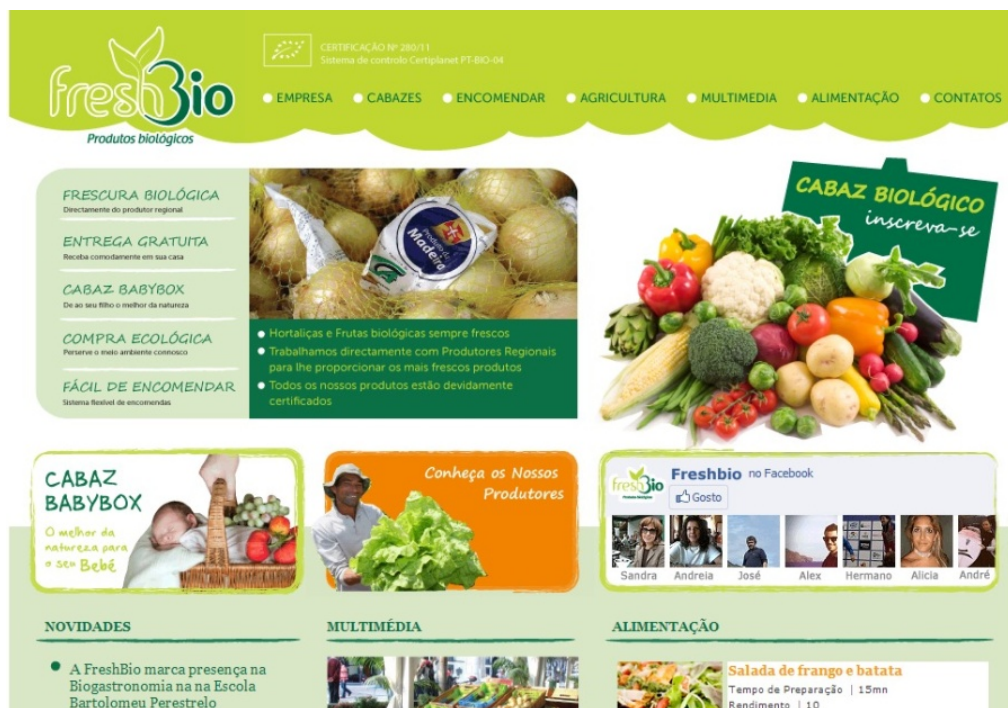 freshBio
Produtos biológicos
CERTIFICAÇÃO Nº 280/11
Sistema de controlo Certiplanet PT-BIO-04
EMPRESA
CABAZES
ENCOMENDAR
AGRICULTURA
MULTIMEDIA
ALIMENTAÇÃO
CONTATOS
FRESCURA BIOLÓGICA
Directamente do produtor regional
ENTREGA GRATUITA
Receba comodamente em sua casa
CABAZ BABYBOX
De ao seu filho o melhor da natureza
COMPRA ECOLÓGICA
Perserve o meio ambiente connosco
FÁCIL DE ENCOMENDAR
Sistema flexível de encomendas
Produto da
Madeira
Hortaliças e Frutas biológicas sempre frescos
Trabalhamos directamente com Produtores Regionais
para lhe proporcionar os mais frescos produtos
Todos os nossos produtos estão devidamente
certificados
CABAZ BIOLÓGICO
inscreva-se
CABAZ
BABYBOX
O melhor da
natureza para
o seu Bebé
Conheça os Nossos
Produtores
freshBio
Produtos biológicos
Freshbio no Facebook
Gosto
Sandra
Andreia
José
Alex
Hermano
Alicia
André
NOVIDADES
A FreshBio marca presença na
Biogastronomia na na Escola
Bartolomeu Perestrelo
MULTIMÉDIA
ALIMENTAÇÃO
Salada de frango e batata
Tempo de Preparação | 15mn
Rendimento | 10